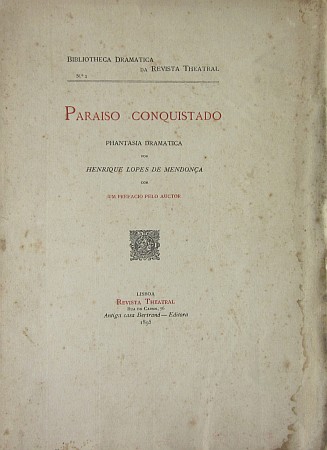 Bibliotheca Dramatica
da Revista Theatral
Paraiso conquistado
Phantasia dramatica
por
Henrique Lopes de Mendonça
com
um prefacio pelo auctor
Lisboa
Revista Theatral
Antiga casa Bertrand — Editora